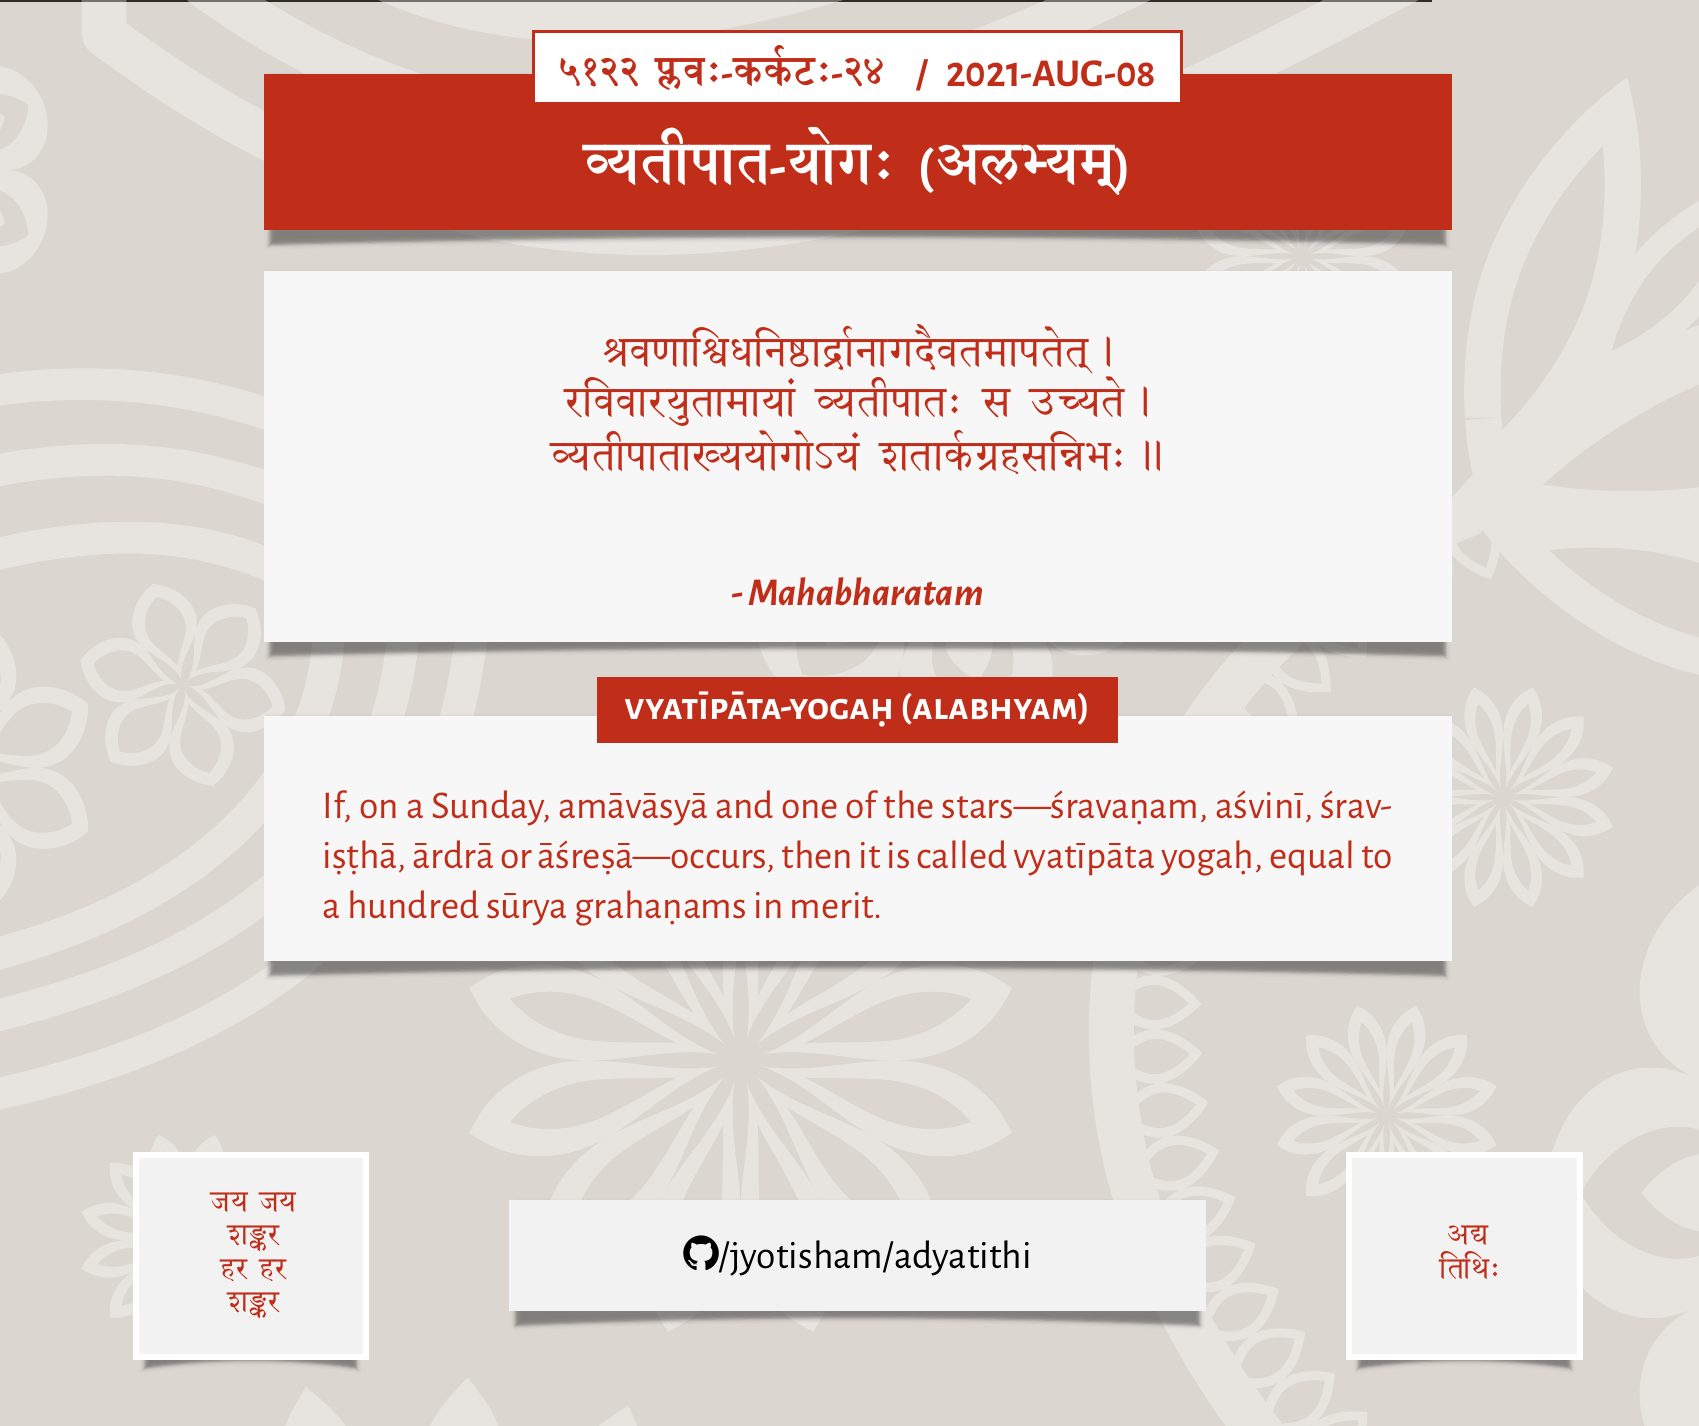 ५१२२ प्लवः-कर्कटः-२४ / 2021-AUG-08
व्यतीपात-योगः (अलभ्यम्)
श्रवणाश्विधनिष्ठार्द्रानागदैवतमापतेत् ।
रविवारयुतामायां व्यतीपातः स उच्यते ।
व्यतीपाताख्ययोगोऽयं शतार्कग्रहसन्निभः ॥
- Mahabharatam
VYATĪPĀTA-YOGAḤ (ALABHYAM)
If, on a Sunday, amāvāsyā and one of the stars—śravaṇam, aśvinī, śrav-
iṣṭhā, ārdrā or āśreṣā—occurs, then it is called vyatīpāta yogaḥ, equal to
a hundred sūrya grahaṇams in merit.
जय जय
शङ्कर
हर हर
शङ्कर
/jyotisham/adyatithi
अद्य
तिथिः